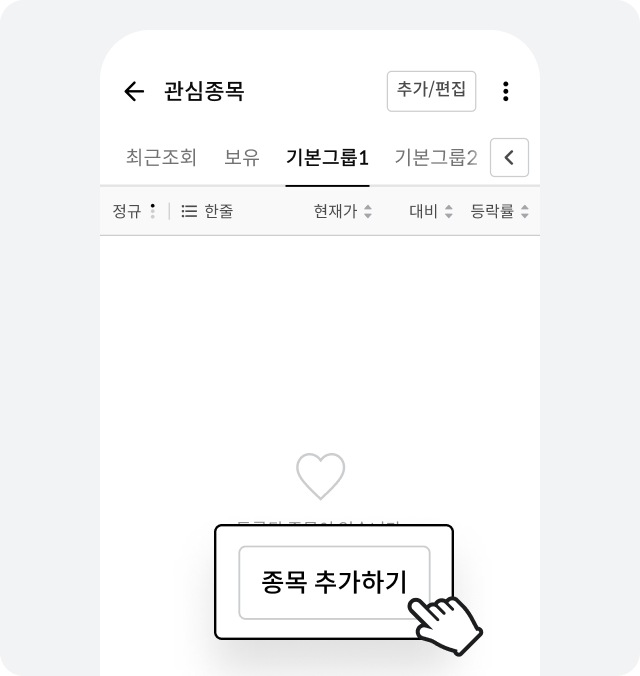 관심종목
추가/편집
최근조회 보유 기본그룹1 기본그룹2
정규 한줄 현재가 대비 등락률
종목 추가하기